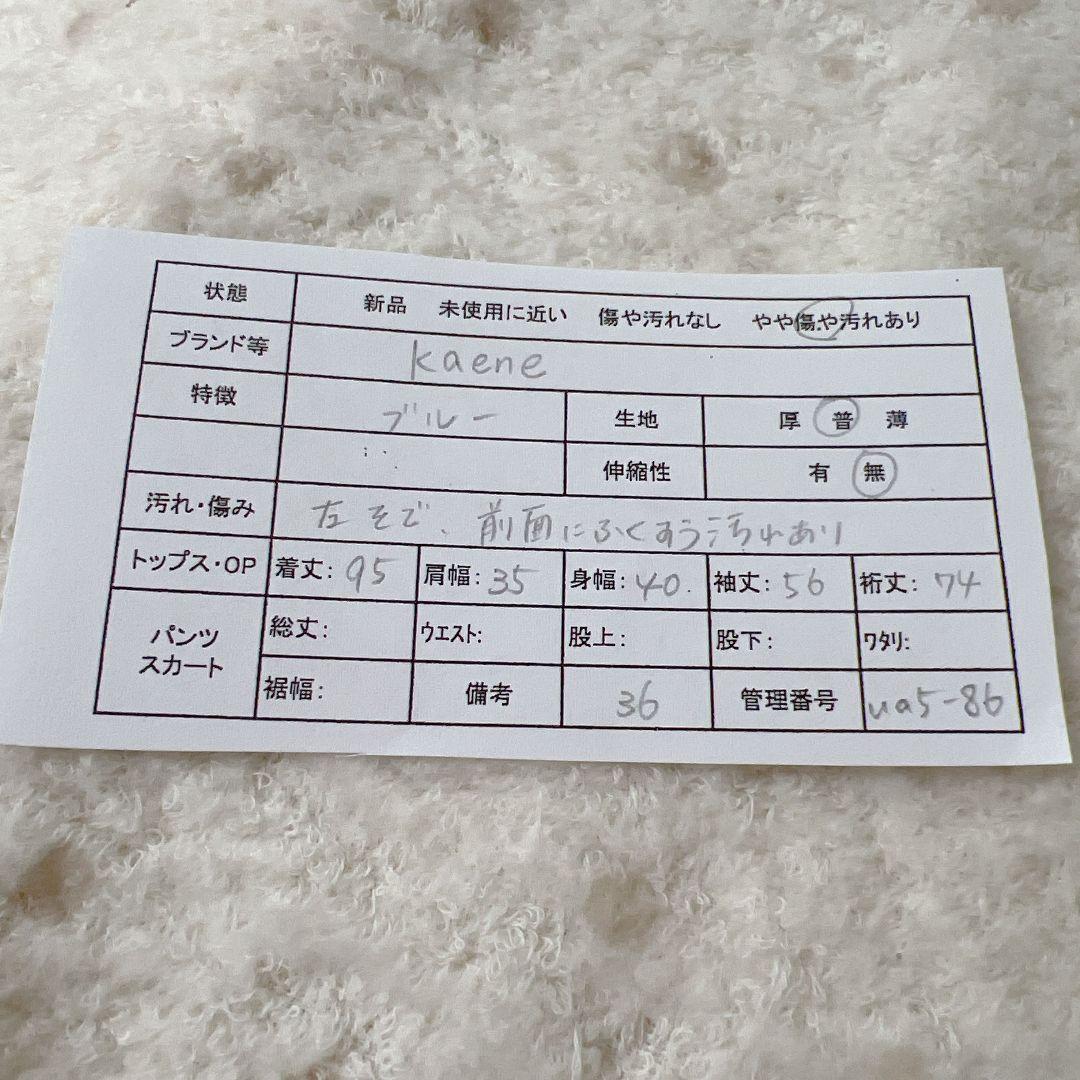 状態 新品 未使用に近い 傷や汚れなし やや傷や汚れあり
ブランド等 kaene
特徴 ブルー 生地 厚 普 薄
伸縮性 有 無
汚れ・傷み 左そで、前面にふくすう汚れあり
トップス・OP 着丈: 95 肩幅: 35 身幅: 40. 袖丈: 56 裄丈: 74
パンツ スカート 総丈: ウエスト: 股上: 股下: ワタリ:
裾幅: 備考 36 管理番号 ua5-86